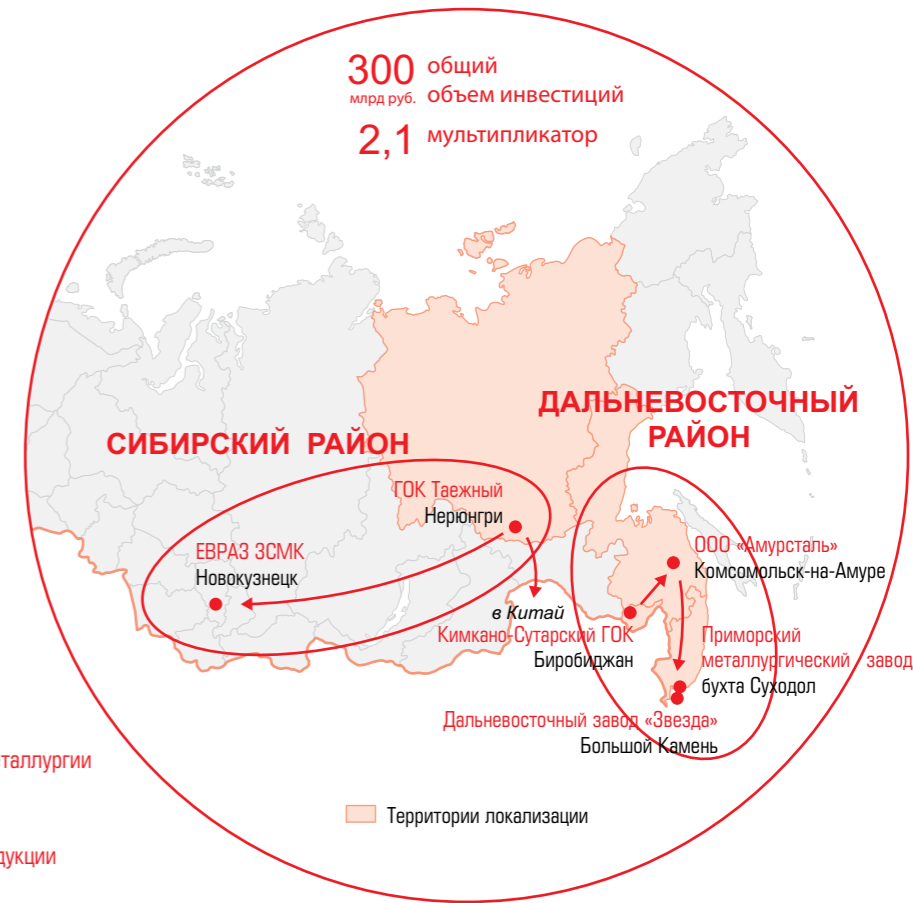 300 общий
млрд руб. объем инвестиций
2,1 мультипликатор
ДАЛЬНЕВОСТОЧНЫЙ
РАЙОН
СИБИРСКИЙ РАЙОН
ГОК Таежный
Нерюнгри
ЕВРАЗ ЗСМК
Новокузнецк
ООО «Амурсталь»
Комсомольск-на-Амуре
в Китай
Кимкано-Сутарский ГОК
Биробиджан
Приморский
металлургический завод
бухта Суходол
Дальневосточный завод «Звезда»
Большой Камень
таллургии
Территории локализации
дукции